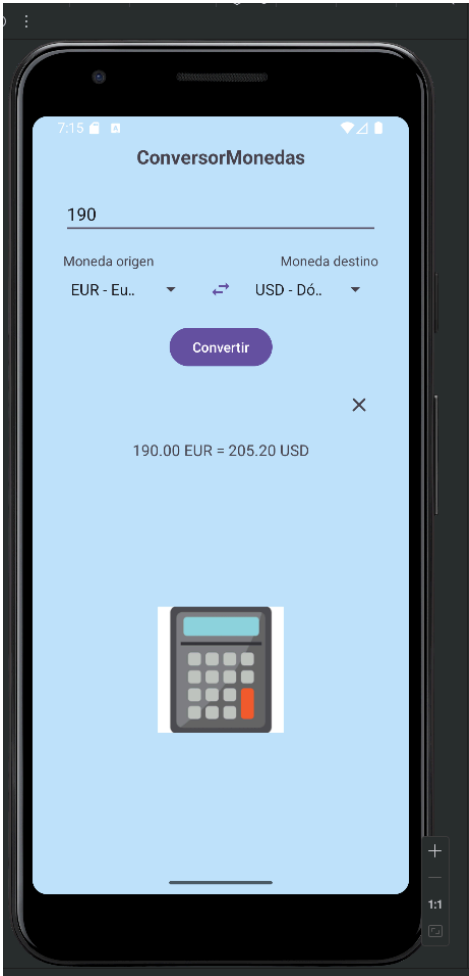 7:15
ConversorMonedas
190
Moneda origen
Moneda destino
EUR - Eu..
USD - Dó..
Convertir
190.00 EUR = 205.20 USD
1:1